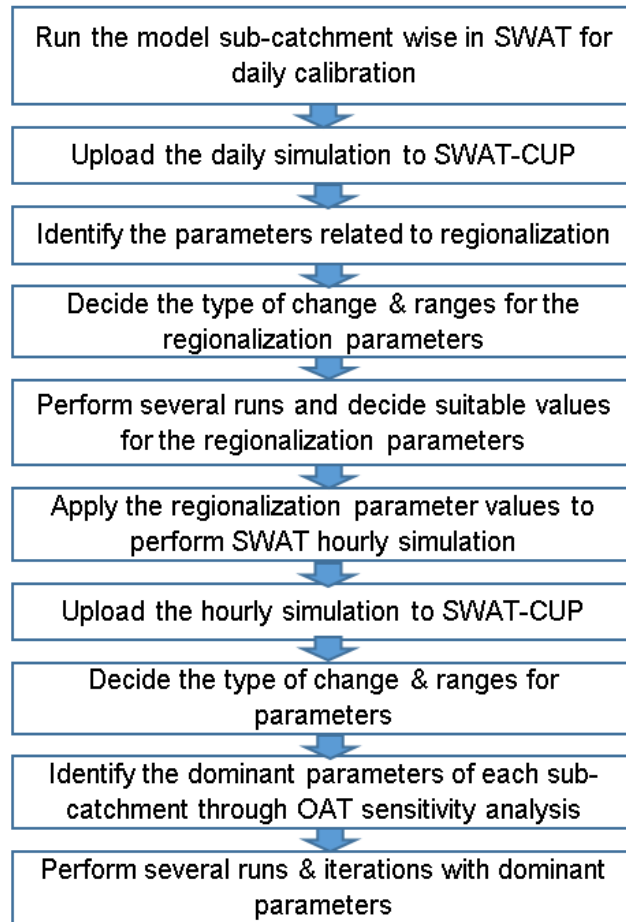 Run the model sub-catchment wise in SWAT for
daily calibration
Upload the daily simulation to SWAT-CUP
Identify the parameters related to regionalization
Decide the type of change & ranges for the
regionalization parameters
Perform several runs and decide suitable values
for the regionalization parameters
Apply the regionalization parameter values to
perform SWAT hourly simulation
Upload the hourly simulation to SWAT-CUP
Decide the type of change & ranges for
parameters
Identify the dominant parameters of each sub-
catchment through OAT sensitivity analysis
Perform several runs & iterations with dominant
parameters